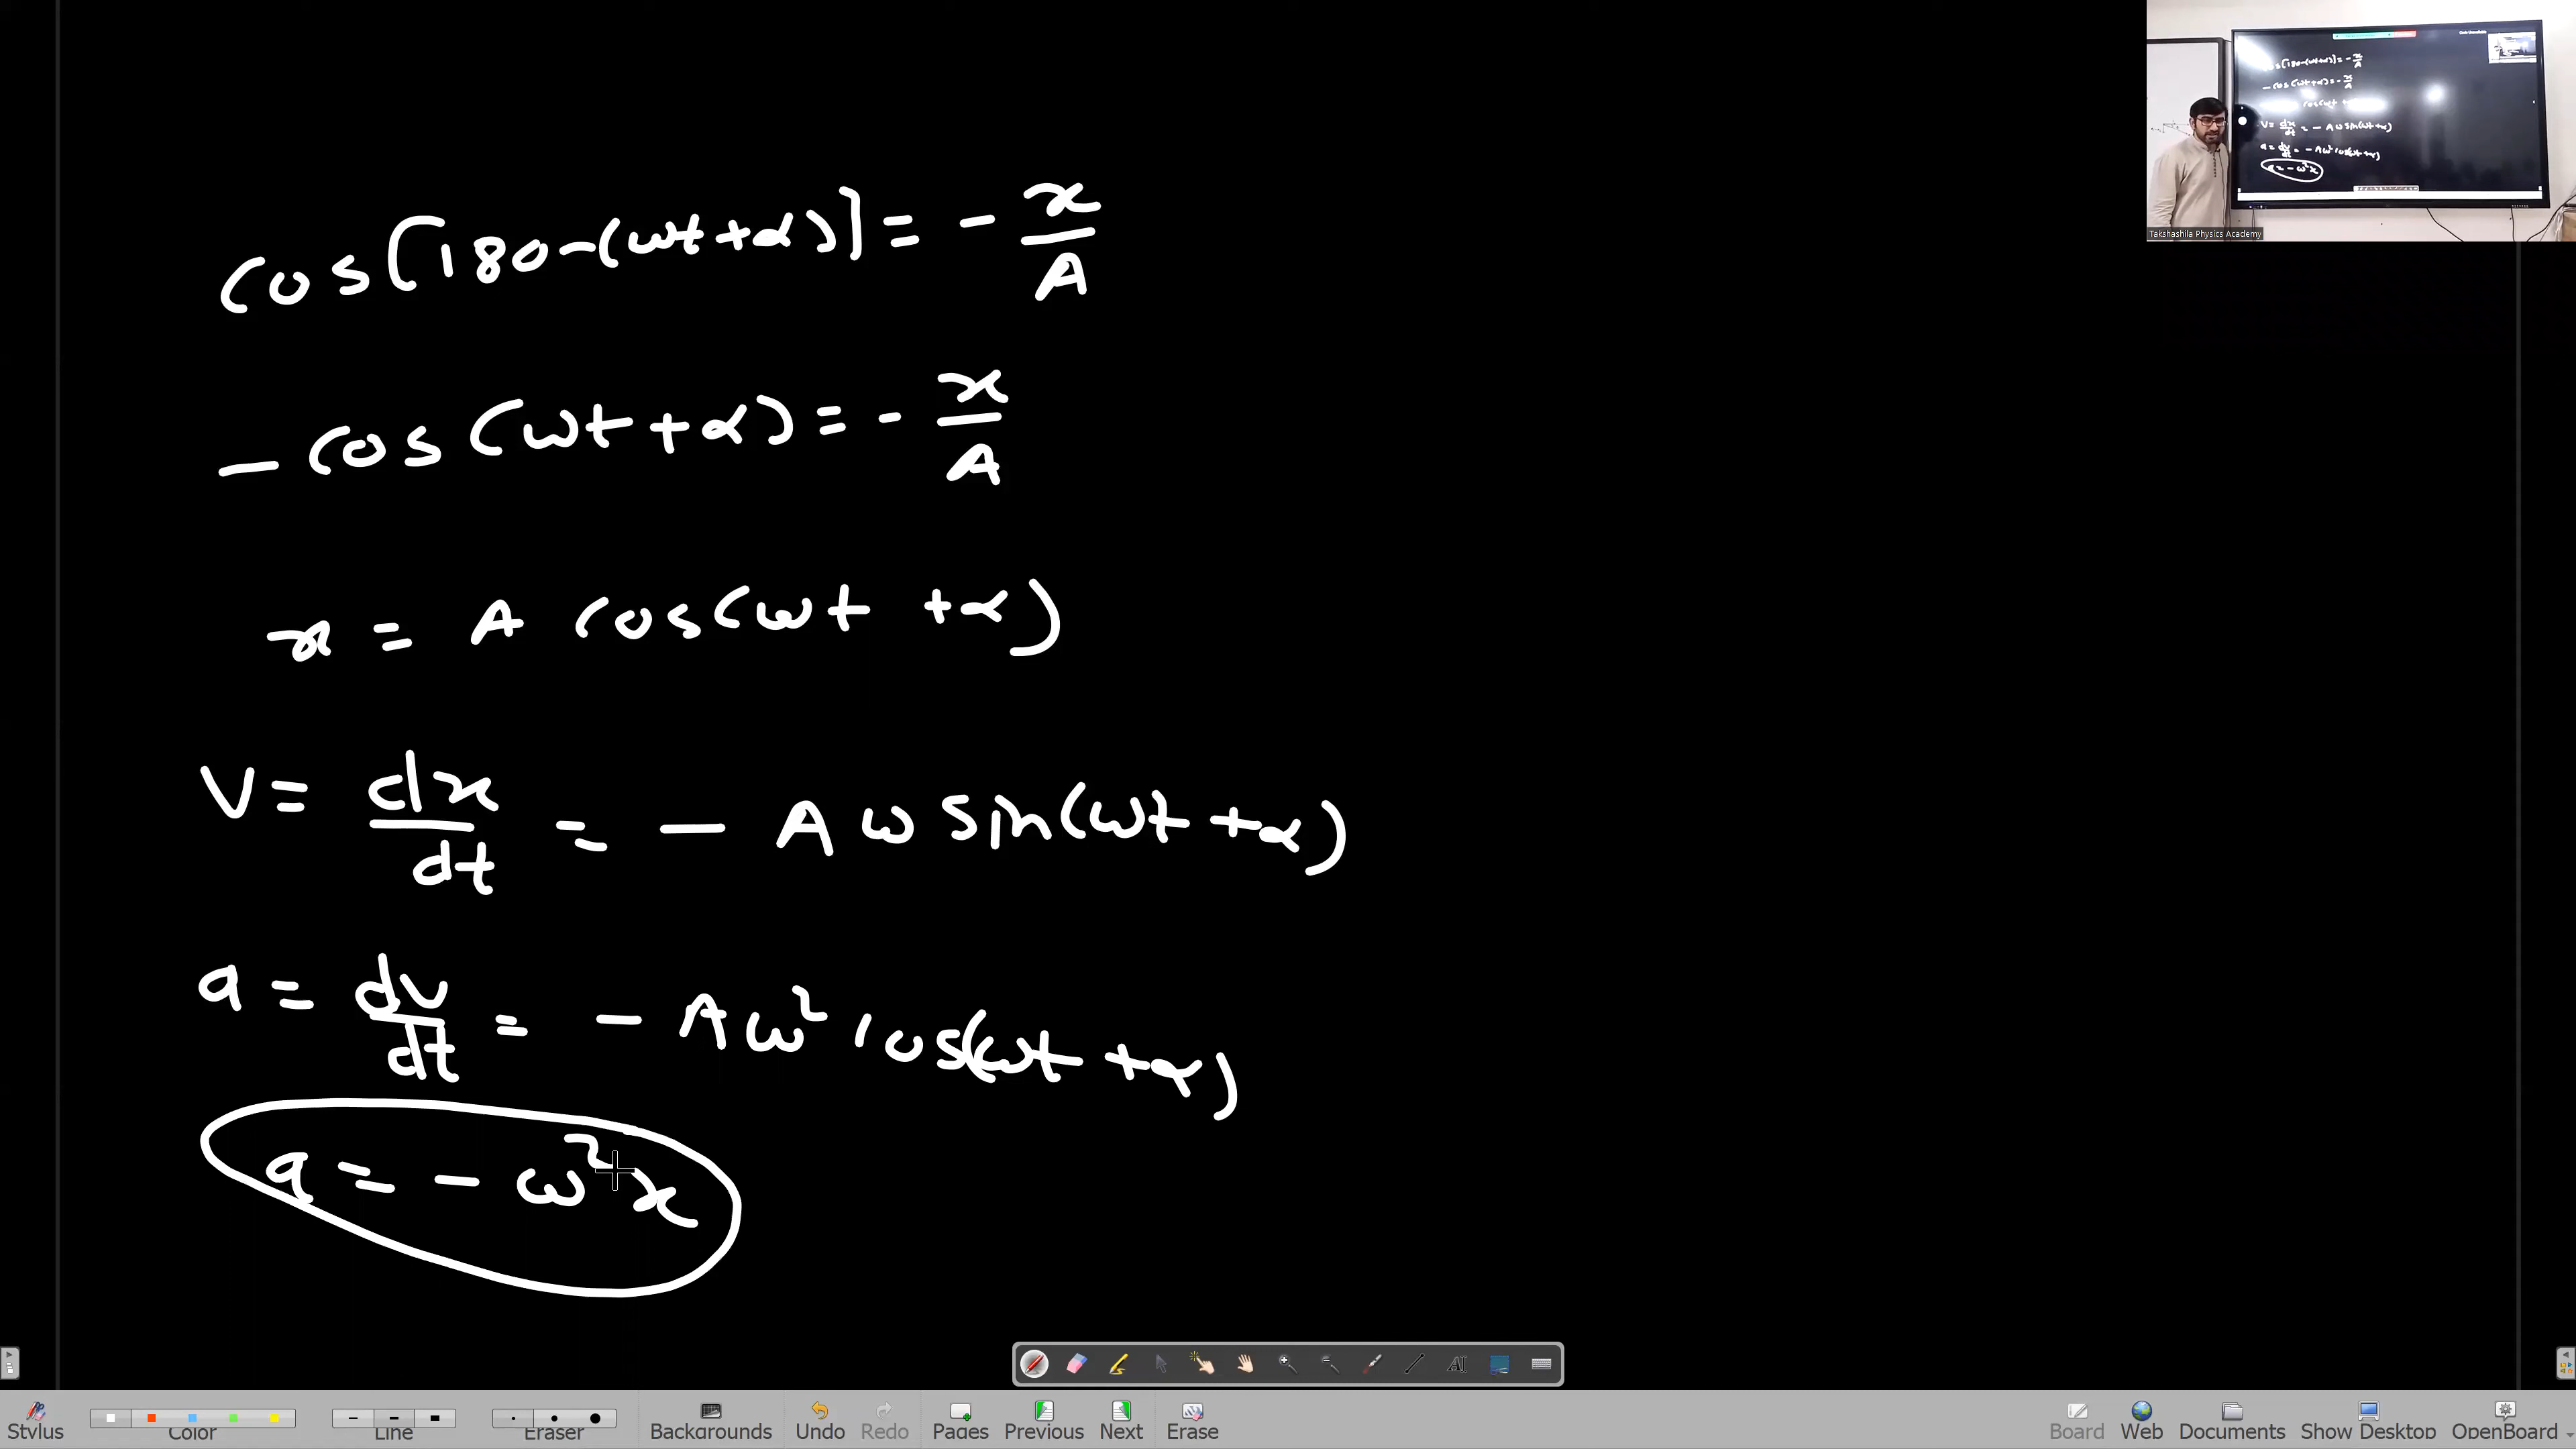 cos[180-(ωt+α)] = - x/A
- cos(ωt+α) = - x/A
x = A cos(ωt +α)
V = dx/dt = - Aω sin(ωt +α)
a = dv/dt = - Aω² cos(ωt +α)
a = - ω²x
Takshashila Physics Academy
Stylus Color Line Eraser Backgrounds Undo Redo Pages Previous Next Erase Board Web Documents Show Desktop OpenBoard